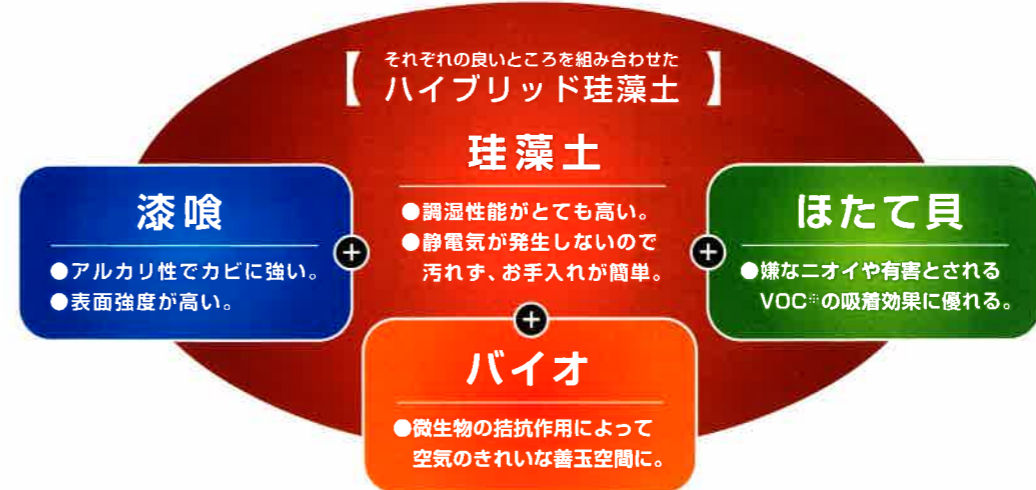 【 それぞれの良いところを組み合わせた
ハイブリッド珪藻土 】
珪藻土
●調湿性能がとても高い。
●静電気が発生しないので
汚れず、お手入れが簡単。
漆喰
●アルカリ性でカビに強い。
●表面強度が高い。
+
+
ほたて貝
●嫌なニオイや有害とされる
VOC※の吸着効果に優れる。
+
バイオ
●微生物の拮抗作用によって
空気のきれいな善玉空間に。